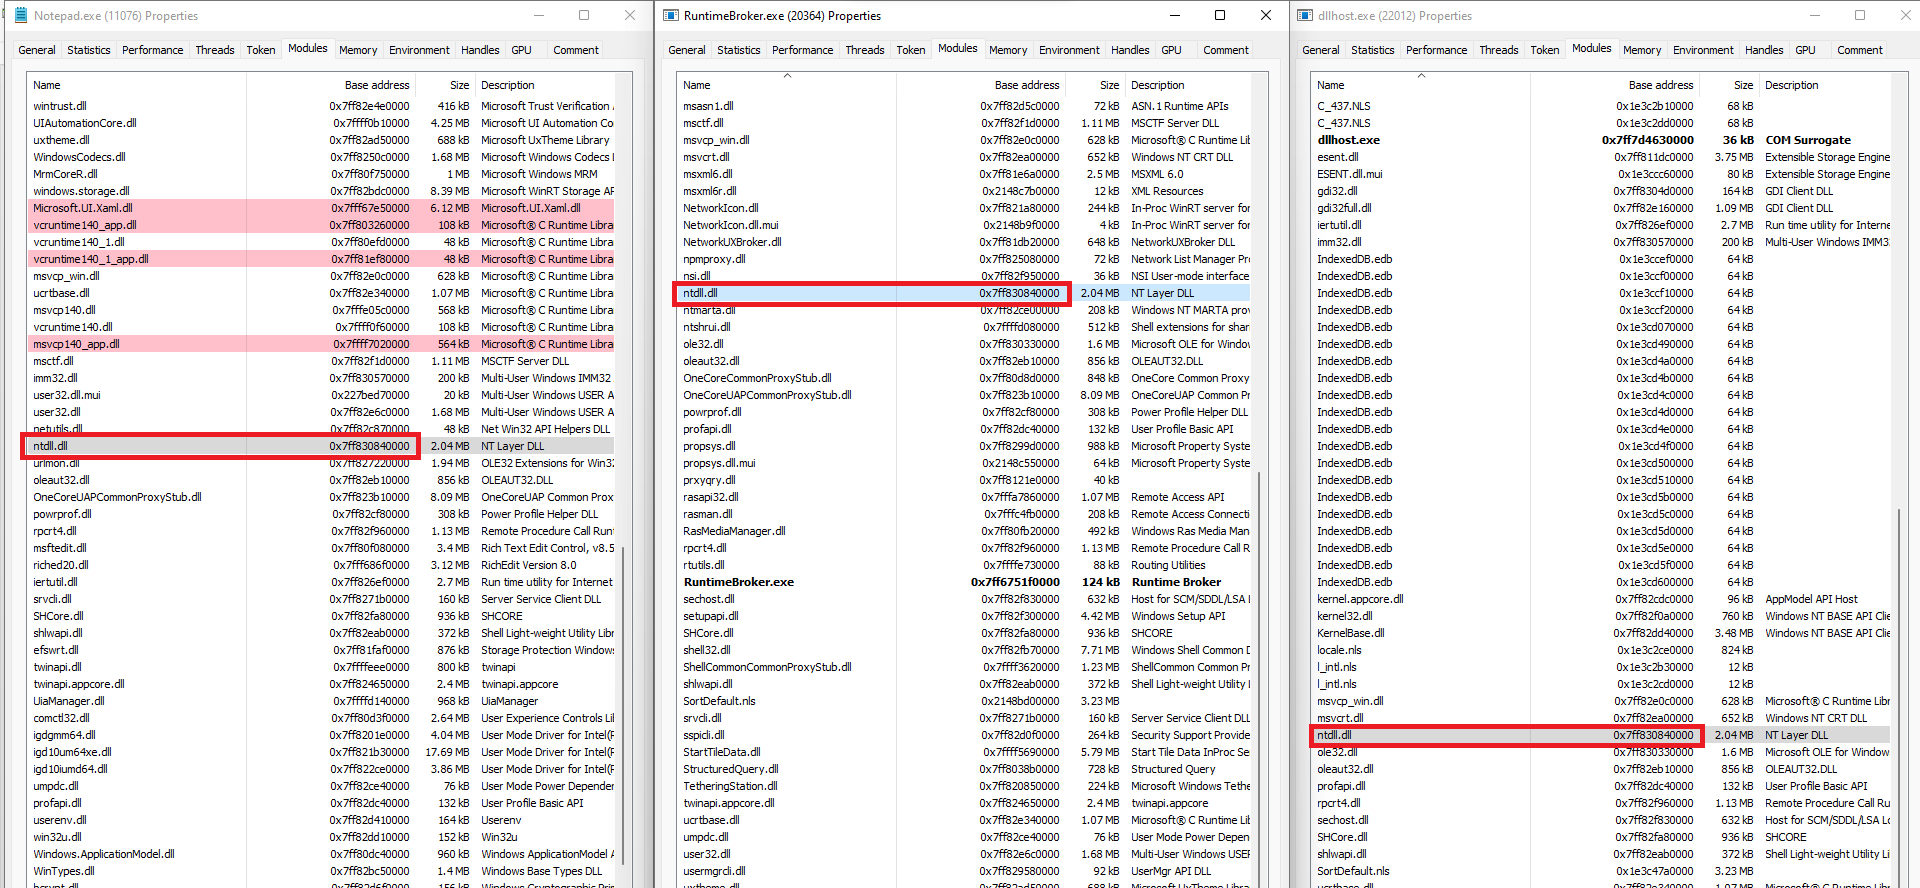 Notepad.exe (11076) Properties
General Statistics Performance Threads Token Modules Memory Environment Handles GPU Comment
Name Base address Size Description
wintrust.dll 0x7ff82e4e0000 416 kB Microsoft Trust Verification
UIAutomationCore.dll 0x7ffff0b10000 4.25 MB Microsoft UI Automation Co
uxtheme.dll 0x7ff82ad50000 688 kB Microsoft UxTheme Library
WindowsCodecs.dll 0x7ff8250c0000 1.68 MB Microsoft Windows Codecs
MrmCoreR.dll 0x7ff80f750000 1 MB Microsoft Windows MRM
windows.storage.dll 0x7ff82bdc0000 8.39 MB Microsoft WinRT Storage AF
Microsoft.UI.Xaml.dll 0x7fff67e50000 6.12 MB Microsoft.UI.Xaml.dll
vcruntime140_app.dll 0x7ff803260000 108 kB Microsoft® C Runtime Libra
vcruntime140_1.dll 0x7ff80efd0000 48 kB Microsoft® C Runtime Libra
vcruntime140_1_app.dll 0x7ff81ef80000 48 kB Microsoft® C Runtime Libra
msvcp_win.dll 0x7ff82e0c0000 628 kB Microsoft® C Runtime Libra
ucrtbase.dll 0x7ff82e340000 1.07 MB Microsoft® C Runtime Libra
msvcp140.dll 0x7fffe05c0000 568 kB Microsoft® C Runtime Libra
vcruntime140.dll 0x7ffff0f60000 108 kB Microsoft® C Runtime Libra
msvcp140_app.dll 0x7ffff7020000 564 kB Microsoft® C Runtime Libra
msctf.dll 0x7ff82f1d0000 1.11 MB MSCTF Server DLL
imm32.dll 0x7ff830570000 200 kB Multi-User Windows IMM32
user32.dll.mui 0x227bed70000 20 kB Multi-User Windows USER A
user32.dll 0x7ff82e6c0000 1.68 MB Multi-User Windows USER A
netutils.dll 0x7ff82c870000 48 kB Net Win32 API Helpers DLL
ntdll.dll 0x7ff830840000 2.04 MB NT Layer DLL
urlmon.dll 0x7ff827220000 1.94 MB OLE32 Extensions for Win32
oleaut32.dll 0x7ff82eb10000 856 kB OLEAUT32.DLL
OneCoreUAPCommonProxyStub.dll 0x7ff823b10000 8.09 MB OneCoreUAP Common Prox
powrprof.dll 0x7ff82cf80000 308 kB Power Profile Helper DLL
rpcrt4.dll 0x7ff82f960000 1.13 MB Remote Procedure Call Runt
msftedit.dll 0x7ff80f080000 3.4 MB Rich Text Edit Control, v8.5
riched20.dll 0x7fff686f0000 3.12 MB RichEdit Version 8.0
iertutil.dll 0x7ff826ef0000 2.7 MB Run time utility for Internet
srvcli.dll 0x7ff8271b0000 160 kB Server Service Client DLL
SHCore.dll 0x7ff82fa80000 936 kB SHCORE
shlwapi.dll 0x7ff82eab0000 372 kB Shell Light-weight Utility Libr
efswrt.dll 0x7ff81faf0000 876 kB Storage Protection Windows
twinapi.dll 0x7ffffeee0000 800 kB twinapi
twinapi.appcore.dll 0x7ff824650000 2.4 MB twinapi.appcore
UiaManager.dll 0x7ffffd140000 968 kB UiaManager
comctl32.dll 0x7ff80d3f0000 2.64 MB User Experience Controls Li
igdgmm64.dll 0x7ff8201e0000 4.04 MB User Mode Driver for Intel(F
igd10um64xe.dll 0x7ff821b30000 17.69 MB User Mode Driver for Intel(F
igd10iumd64.dll 0x7ff822ce0000 3.86 MB User Mode Driver for Intel(F
umpdc.dll 0x7ff82ce40000 76 kB User Mode Power Depender
profapi.dll 0x7ff82dc40000 132 kB User Profile Basic API
userenv.dll 0x7ff82d410000 164 kB Userenv
win32u.dll 0x7ff82dd10000 152 kB Win32u
Windows.ApplicationModel.dll 0x7ff80dc40000 960 kB Windows ApplicationModel A
WinTypes.dll 0x7ff82bc50000 1.4 MB Windows Base Types DLL
bcrypt.dll 0x7ff82d6f0000 156 kB Windows Cryptographic Prin
RuntimeBroker.exe (20364) Properties
General Statistics Performance Threads Token Modules Memory Environment Handles GPU Comment
Name Base address Size Description
msasn1.dll 0x7ff82d5c0000 72 kB ASN.1 Runtime APIs
msctf.dll 0x7ff82f1d0000 1.11 MB MSCTF Server DLL
msvcp_win.dll 0x7ff82e0c0000 628 kB Microsoft® C Runtime Lit
msvcrt.dll 0x7ff82ea00000 652 kB Windows NT CRT DLL
msxml6.dll 0x7ff81e6a0000 2.5 MB MSXML 6.0
msxml6r.dll 0x2148c7b0000 12 kB XML Resources
NetworkIcon.dll 0x7ff821a80000 244 kB In-Proc WinRT server for
NetworkIcon.dll.mui 0x2148b9f0000 4 kB In-Proc WinRT server for
NetworkUXBroker.dll 0x7ff81db20000 648 kB NetworkUXBroker DLL
npmproxy.dll 0x7ff825080000 72 kB Network List Manager Pr
nsi.dll 0x7ff82f950000 36 kB NSI User-mode interface
ntdll.dll 0x7ff830840000 2.04 MB NT Layer DLL
ntmarta.dll 0x7ff82ce00000 208 kB Windows NT MARTA prov
ntshrui.dll 0x7ffffd080000 512 kB Shell extensions for shar
ole32.dll 0x7ff830330000 1.6 MB Microsoft OLE for Window
oleaut32.dll 0x7ff82eb10000 856 kB OLEAUT32.DLL
OneCoreCommonProxyStub.dll 0x7ff80d8d0000 848 kB OneCore Common Proxy
OneCoreUAPCommonProxyStub.dll 0x7ff823b10000 8.09 MB OneCoreUAP Common P
powrprof.dll 0x7ff82cf80000 308 kB Power Profile Helper DLL
profapi.dll 0x7ff82dc40000 132 kB User Profile Basic API
propsys.dll 0x7ff8299d0000 988 kB Microsoft Property Syste
propsys.dll.mui 0x2148c550000 64 kB Microsoft Property Syste
prxyqry.dll 0x7ff8121e0000 40 kB
rasapi32.dll 0x7fffa7860000 1.07 MB Remote Access API
rasman.dll 0x7fffc4fb0000 208 kB Remote Access Connecti
RasMediaManager.dll 0x7ff80fb20000 492 kB Windows Ras Media Man
rpcrt4.dll 0x7ff82f960000 1.13 MB Remote Procedure Call R
rtutils.dll 0x7ffffe730000 88 kB Routing Utilities
RuntimeBroker.exe 0x7ff6751f0000 124 kB Runtime Broker
sechost.dll 0x7ff82f830000 632 kB Host for SCM/SDDL/LSA L
setupapi.dll 0x7ff82f300000 4.42 MB Windows Setup API
SHCore.dll 0x7ff82fa80000 936 kB SHCORE
shell32.dll 0x7ff82fb70000 7.71 MB Windows Shell Common D
ShellCommonCommonProxyStub.dll 0x7ffff3620000 1.23 MB ShellCommon Common Pr
shlwapi.dll 0x7ff82eab0000 372 kB Shell Light-weight Utility l
SortDefault.nls 0x2148bd00000 3.23 MB
srvcli.dll 0x7ff8271b0000 160 kB Server Service Client DLL
sspicli.dll 0x7ff82d0f0000 264 kB Security Support Provide
StartTileData.dll 0x7ffff5690000 5.79 MB Start Tile Data InProc Se
StructuredQuery.dll 0x7ff8038b0000 728 kB Structured Query
TetheringStation.dll 0x7ff820850000 224 kB Microsoft Windows Tethe
twinapi.appcore.dll 0x7ff824650000 2.4 MB twinapi.appcore
ucrtbase.dll 0x7ff82e340000 1.07 MB Microsoft® C Runtime Lit
umpdc.dll 0x7ff82ce40000 76 kB User Mode Power Depen
user32.dll 0x7ff82e6c0000 1.68 MB Multi-User Windows USEF
usermgrcli.dll 0x7ff829580000 92 kB UserMgr API DLL
uxtheme.dll 0x7ff82ad50000 688 kB Microsoft UxTheme Librar
dllhost.exe (22012) Properties
General Statistics Performance Threads Token Modules Memory Environment Handles GPU Comment
Name Base address Size Description
C_437.NLS 0x1e3c2b10000 68 kB
C_437.NLS 0x1e3c2dd0000 68 kB
dllhost.exe 0x7ff7d4630000 36 kB COM Surrogate
esent.dll 0x7ff811dc0000 3.75 MB Extensible Storage Engine
ESENT.dll.mui 0x1e3ccc60000 80 kB Extensible Storage Engine
gdi32.dll 0x7ff8304d0000 164 kB GDI Client DLL
gdi32full.dll 0x7ff82e160000 1.09 MB GDI Client DLL
iertutil.dll 0x7ff826ef0000 2.7 MB Run time utility for Interne
imm32.dll 0x7ff830570000 200 kB Multi-User Windows IMM3
IndexedDB.edb 0x1e3ccef0000 64 kB
IndexedDB.edb 0x1e3ccf00000 64 kB
IndexedDB.edb 0x1e3ccf10000 64 kB
IndexedDB.edb 0x1e3ccf20000 64 kB
IndexedDB.edb 0x1e3cd070000 64 kB
IndexedDB.edb 0x1e3cd490000 64 kB
IndexedDB.edb 0x1e3cd4a0000 64 kB
IndexedDB.edb 0x1e3cd4b0000 64 kB
IndexedDB.edb 0x1e3cd4c0000 64 kB
IndexedDB.edb 0x1e3cd4d0000 64 kB
IndexedDB.edb 0x1e3cd4e0000 64 kB
IndexedDB.edb 0x1e3cd4f0000 64 kB
IndexedDB.edb 0x1e3cd500000 64 kB
IndexedDB.edb 0x1e3cd510000 64 kB
IndexedDB.edb 0x1e3cd5b0000 64 kB
IndexedDB.edb 0x1e3cd5c0000 64 kB
IndexedDB.edb 0x1e3cd5d0000 64 kB
IndexedDB.edb 0x1e3cd5e0000 64 kB
IndexedDB.edb 0x1e3cd5f0000 64 kB
IndexedDB.edb 0x1e3cd600000 64 kB
kernel.appcore.dll 0x7ff82cdc0000 96 kB AppModel API Host
kernel32.dll 0x7ff82f0a0000 760 kB Windows NT BASE API Clie
KernelBase.dll 0x7ff82dd40000 3.48 MB Windows NT BASE API Clie
locale.nls 0x1e3c2ce0000 824 kB
l_intl.nls 0x1e3c2b30000 12 kB
l_intl.nls 0x1e3c2cd0000 12 kB
msvcp_win.dll 0x7ff82e0c0000 628 kB Microsoft® C Runtime Libr
msvcrt.dll 0x7ff82ea00000 652 kB Windows NT CRT DLL
ntdll.dll 0x7ff830840000 2.04 MB NT Layer DLL
ole32.dll 0x7ff830330000 1.6 MB Microsoft OLE for Window
oleaut32.dll 0x7ff82eb10000 856 kB OLEAUT32.DLL
profapi.dll 0x7ff82dc40000 132 kB User Profile Basic API
rpcrt4.dll 0x7ff82f960000 1.13 MB Remote Procedure Call Ru
sechost.dll 0x7ff82f830000 632 kB Host for SCM/SDDL/LSA Lo
SHCore.dll 0x7ff82fa80000 936 kB SHCORE
shlwapi.dll 0x7ff82eab0000 372 kB Shell Light-weight Utility Li
SortDefault.nls 0x1e3c47a0000 3.23 MB
ucrtbase.dll 0x7ff82e340000 1.07 MB Microsoft® C Runtime Libr